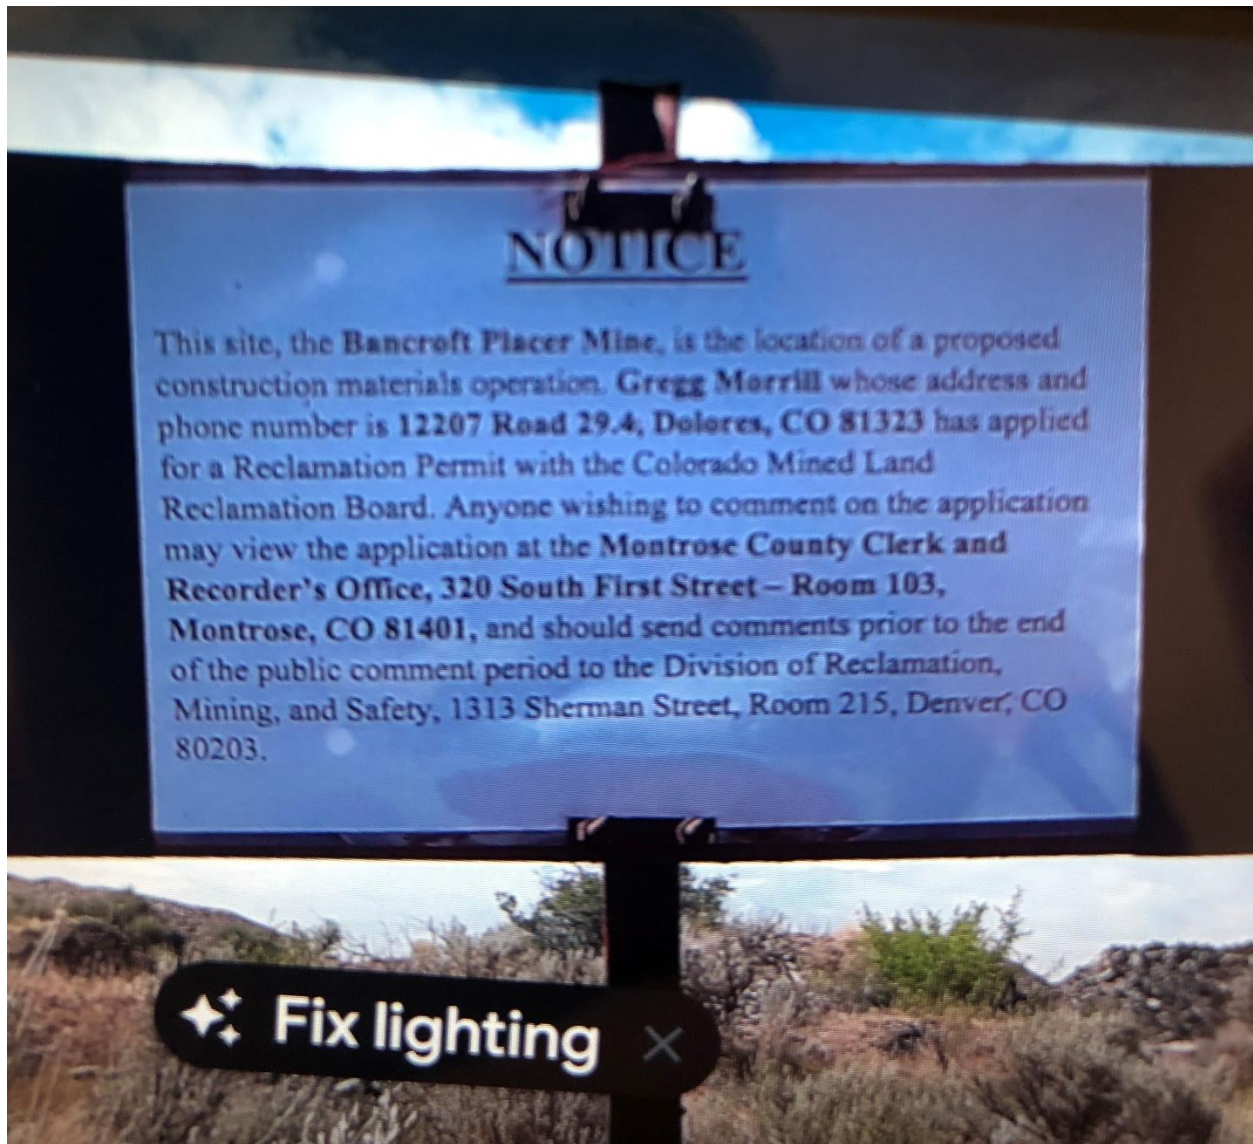 NOTICE
This site, the Bancroft Placer Mine, is the location of a proposed
construction materials operation. Gregg Morrill whose address and
phone number is 12207 Road 29.4, Dolores, CO 81323 has applied
for a Reclamation Permit with the Colorado Mined Land
Reclamation Board. Anyone wishing to comment on the application
may view the application at the Montrose County Clerk and
Recorder's Office, 320 South First Street – Room 103,
Montrose, CO 81401, and should send comments prior to the end
of the public comment period to the Division of Reclamation,
Mining, and Safety, 1313 Sherman Street, Room 215, Denver, CO
80203.
Fix lighting